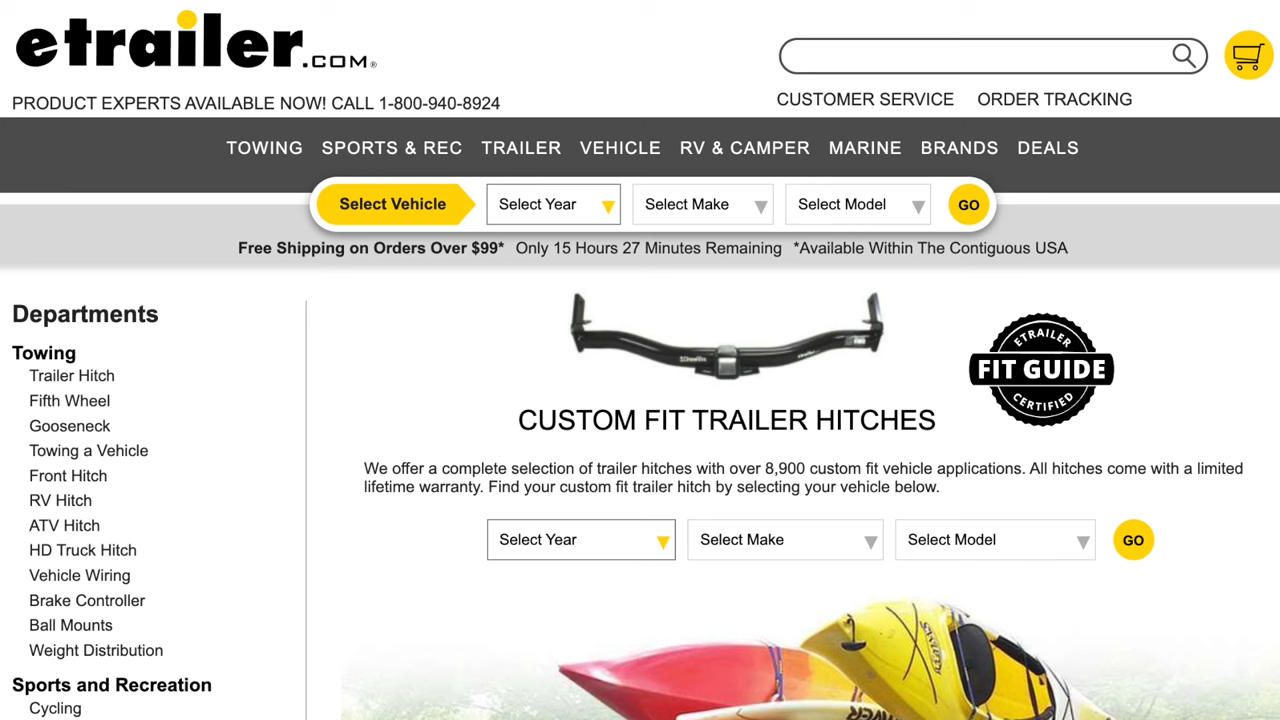 etrailer.COM®
PRODUCT EXPERTS AVAILABLE NOW! CALL 1-800-940-8924
CUSTOMER SERVICE ORDER TRACKING
TOWING SPORTS & REC TRAILER VEHICLE RV & CAMPER MARINE BRANDS DEALS
Select Vehicle Select Year Select Make Select Model GO
Free Shipping on Orders Over $99* Only 15 Hours 27 Minutes Remaining *Available Within The Contiguous USA
Departments
Towing
Trailer Hitch
Fifth Wheel
Gooseneck
Towing a Vehicle
Front Hitch
RV Hitch
ATV Hitch
HD Truck Hitch
Vehicle Wiring
Brake Controller
Ball Mounts
Weight Distribution
Sports and Recreation
Cycling
ETRAILER
FIT GUIDE
CERTIFIED
CUSTOM FIT TRAILER HITCHES
We offer a complete selection of trailer hitches with over 8,900 custom fit vehicle applications. All hitches come with a limited
lifetime warranty. Find your custom fit trailer hitch by selecting your vehicle below.
Select Year Select Make Select Model GO